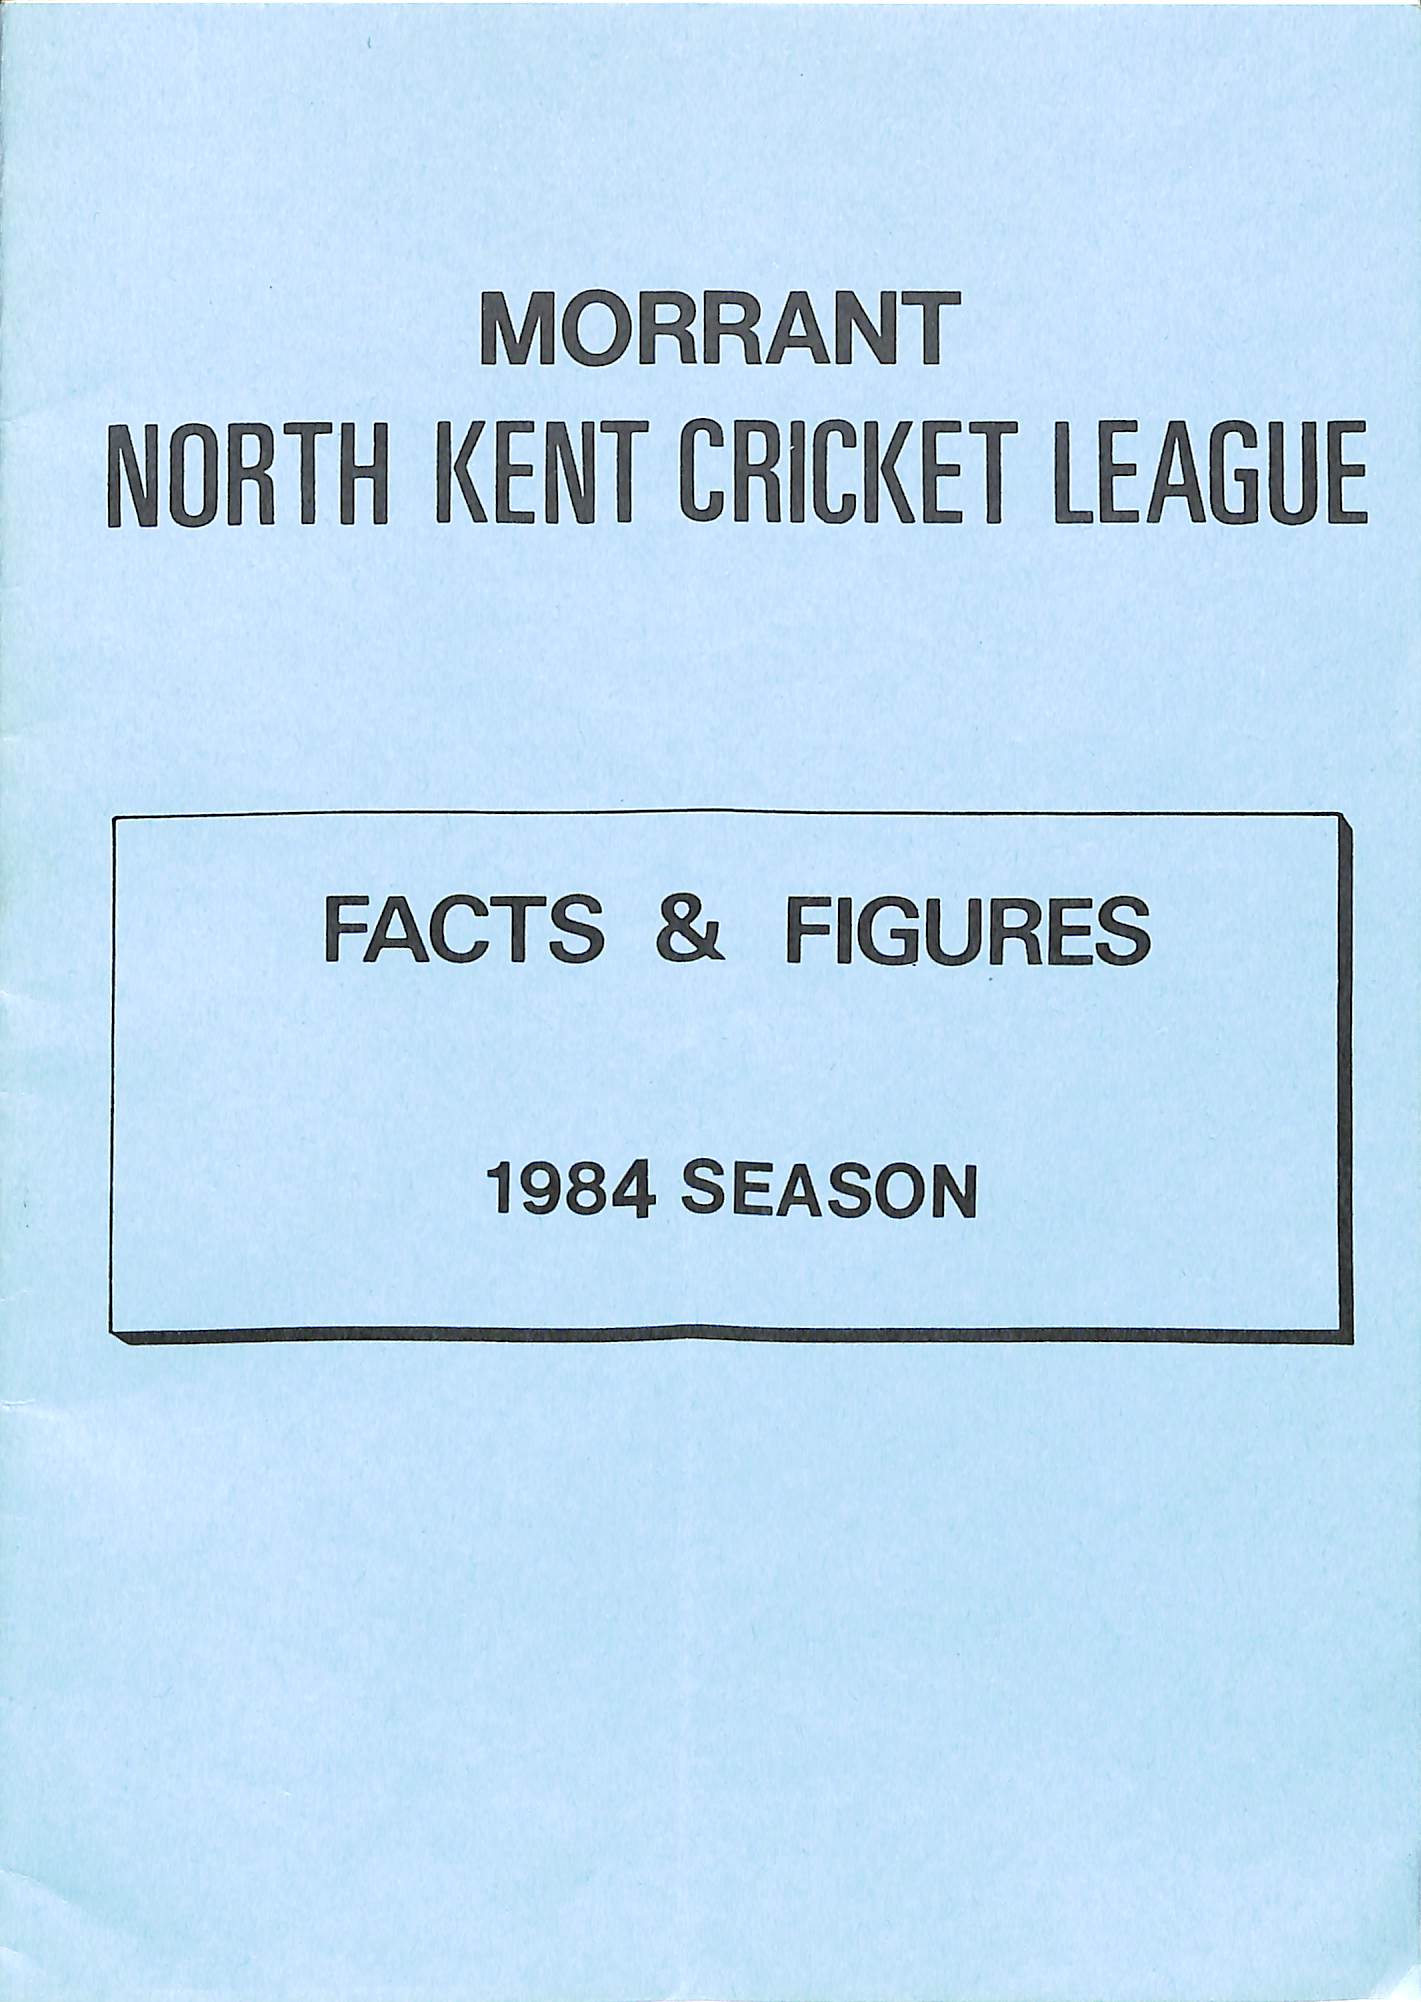 MORRANT
NORTH KENT CRICKET LEAGUE
FACTS & FIGURES
1984 SEASON